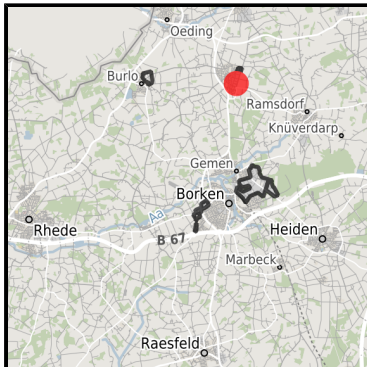 Oeding
Burlo
Ramsdorf
Knüverdarp
Gemen
Borken
Aa
Rhede
B 67
Heiden
Marbeck
Raesfeld